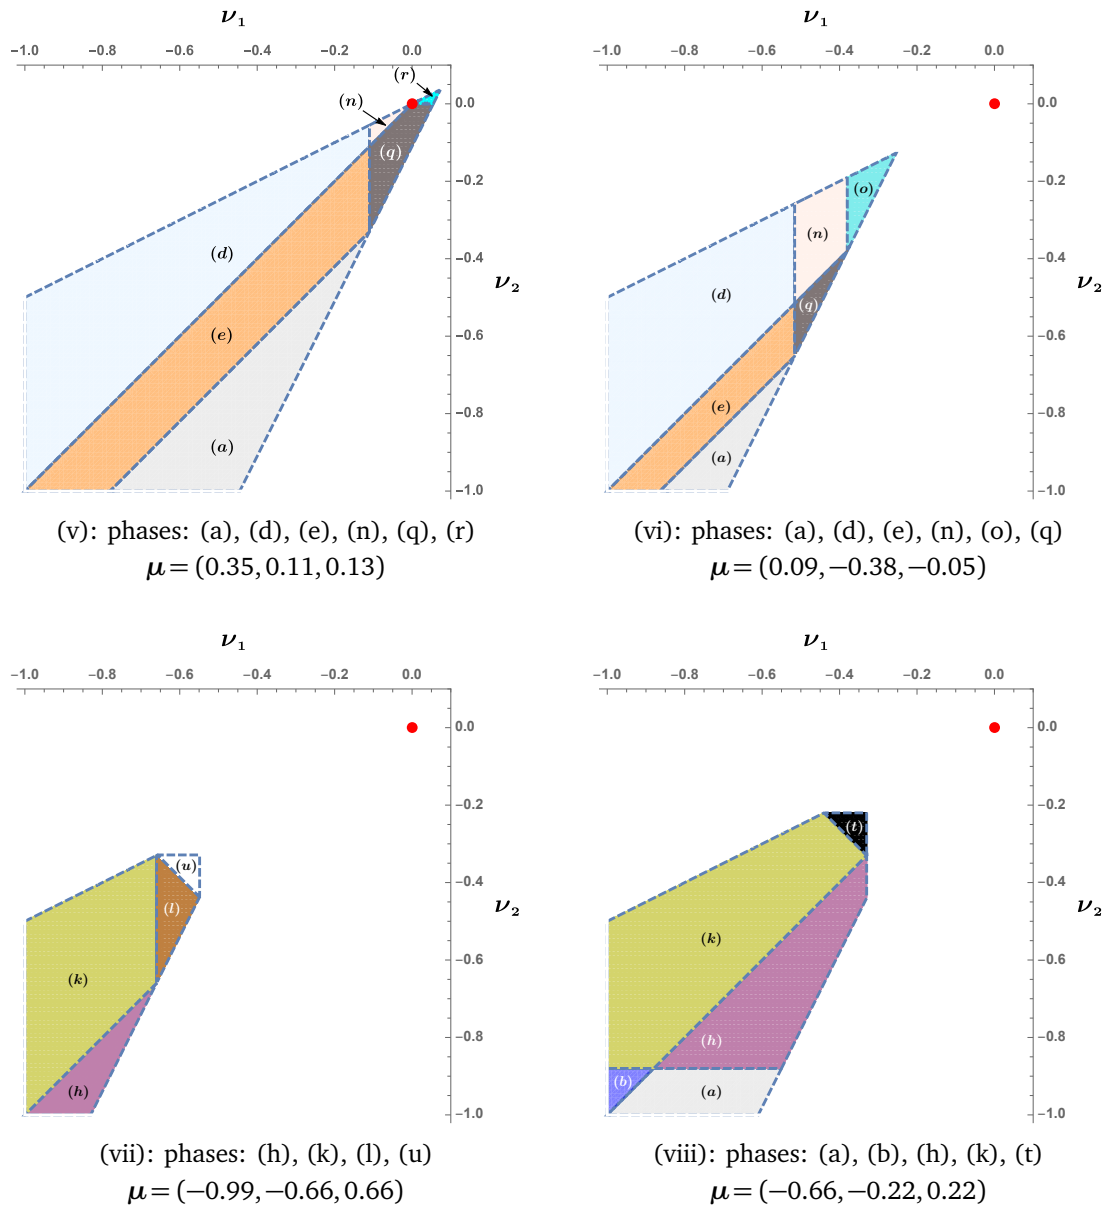 ν₁ ν₁
−1.0 −0.8 −0.6 −0.4 −0.2 0.0 −1.0 −0.8 −0.6 −0.4 −0.2 0.0
(r)
(n) 0.0 0.0
(q)
−0.2 (o) −0.2
(n)
(d) −0.4 −0.4
ν₂ (d) (q) ν₂
(e) −0.6 −0.6
−0.8 (e) −0.8
(a) (a)
−1.0 −1.0
(v): phases: (a), (d), (e), (n), (q), (r) (vi): phases: (a), (d), (e), (n), (o), (q)
μ = (0.35, 0.11, 0.13) μ = (0.09, −0.38, −0.05)
ν₁ ν₁
−1.0 −0.8 −0.6 −0.4 −0.2 0.0 −1.0 −0.8 −0.6 −0.4 −0.2 0.0
0.0 0.0
−0.2 −0.2
(t)
(u) −0.4 −0.4
(l) ν₂ ν₂
(k)
−0.6 −0.6
(k)
−0.8 (h) −0.8
(h) (b) (a)
−1.0 −1.0
(vii): phases: (h), (k), (l), (u) (viii): phases: (a), (b), (h), (k), (t)
μ = (−0.99, −0.66, 0.66) μ = (−0.66, −0.22, 0.22)